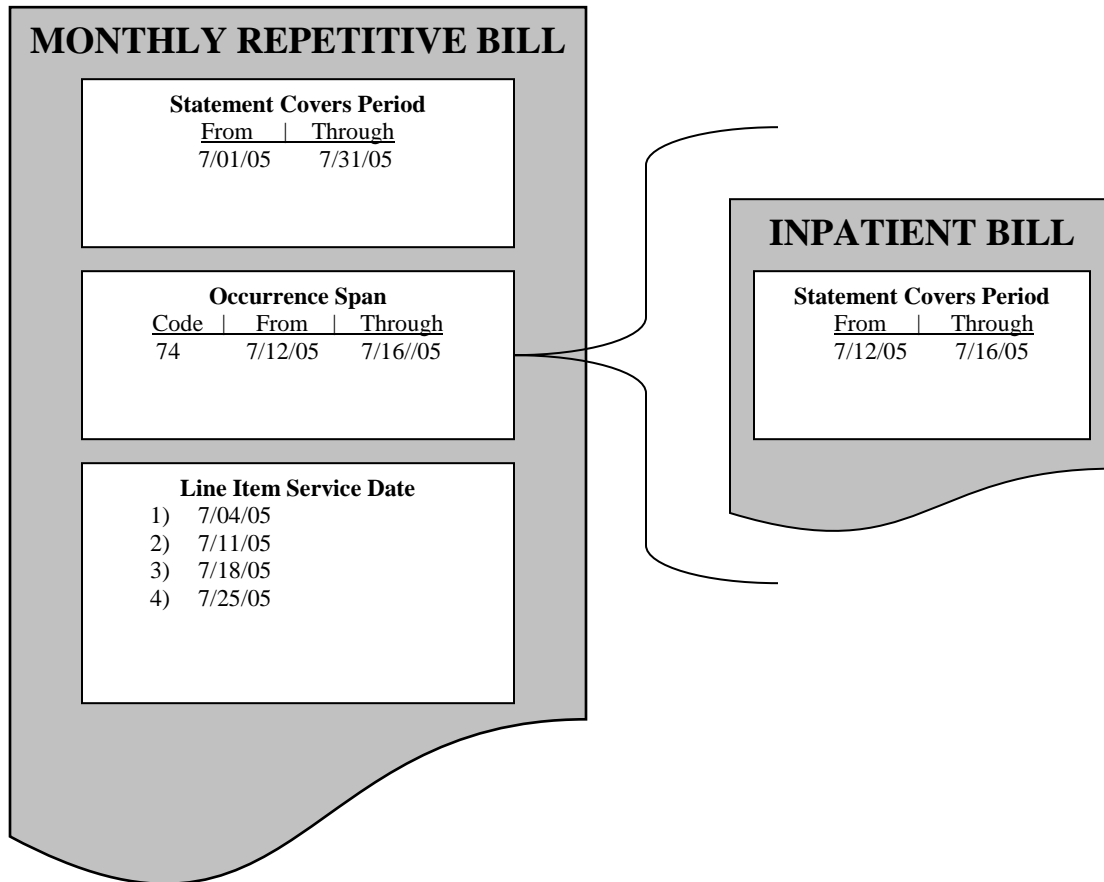 MONTHLY REPETITIVE BILL
Statement Covers Period
From | Through
7/01/05 7/31/05
Occurrence Span
Code | From | Through
74 7/12/05 7/16//05
Line Item Service Date
1) 7/04/05
2) 7/11/05
3) 7/18/05
4) 7/25/05
INPATIENT BILL
Statement Covers Period
From | Through
7/12/05 7/16/05